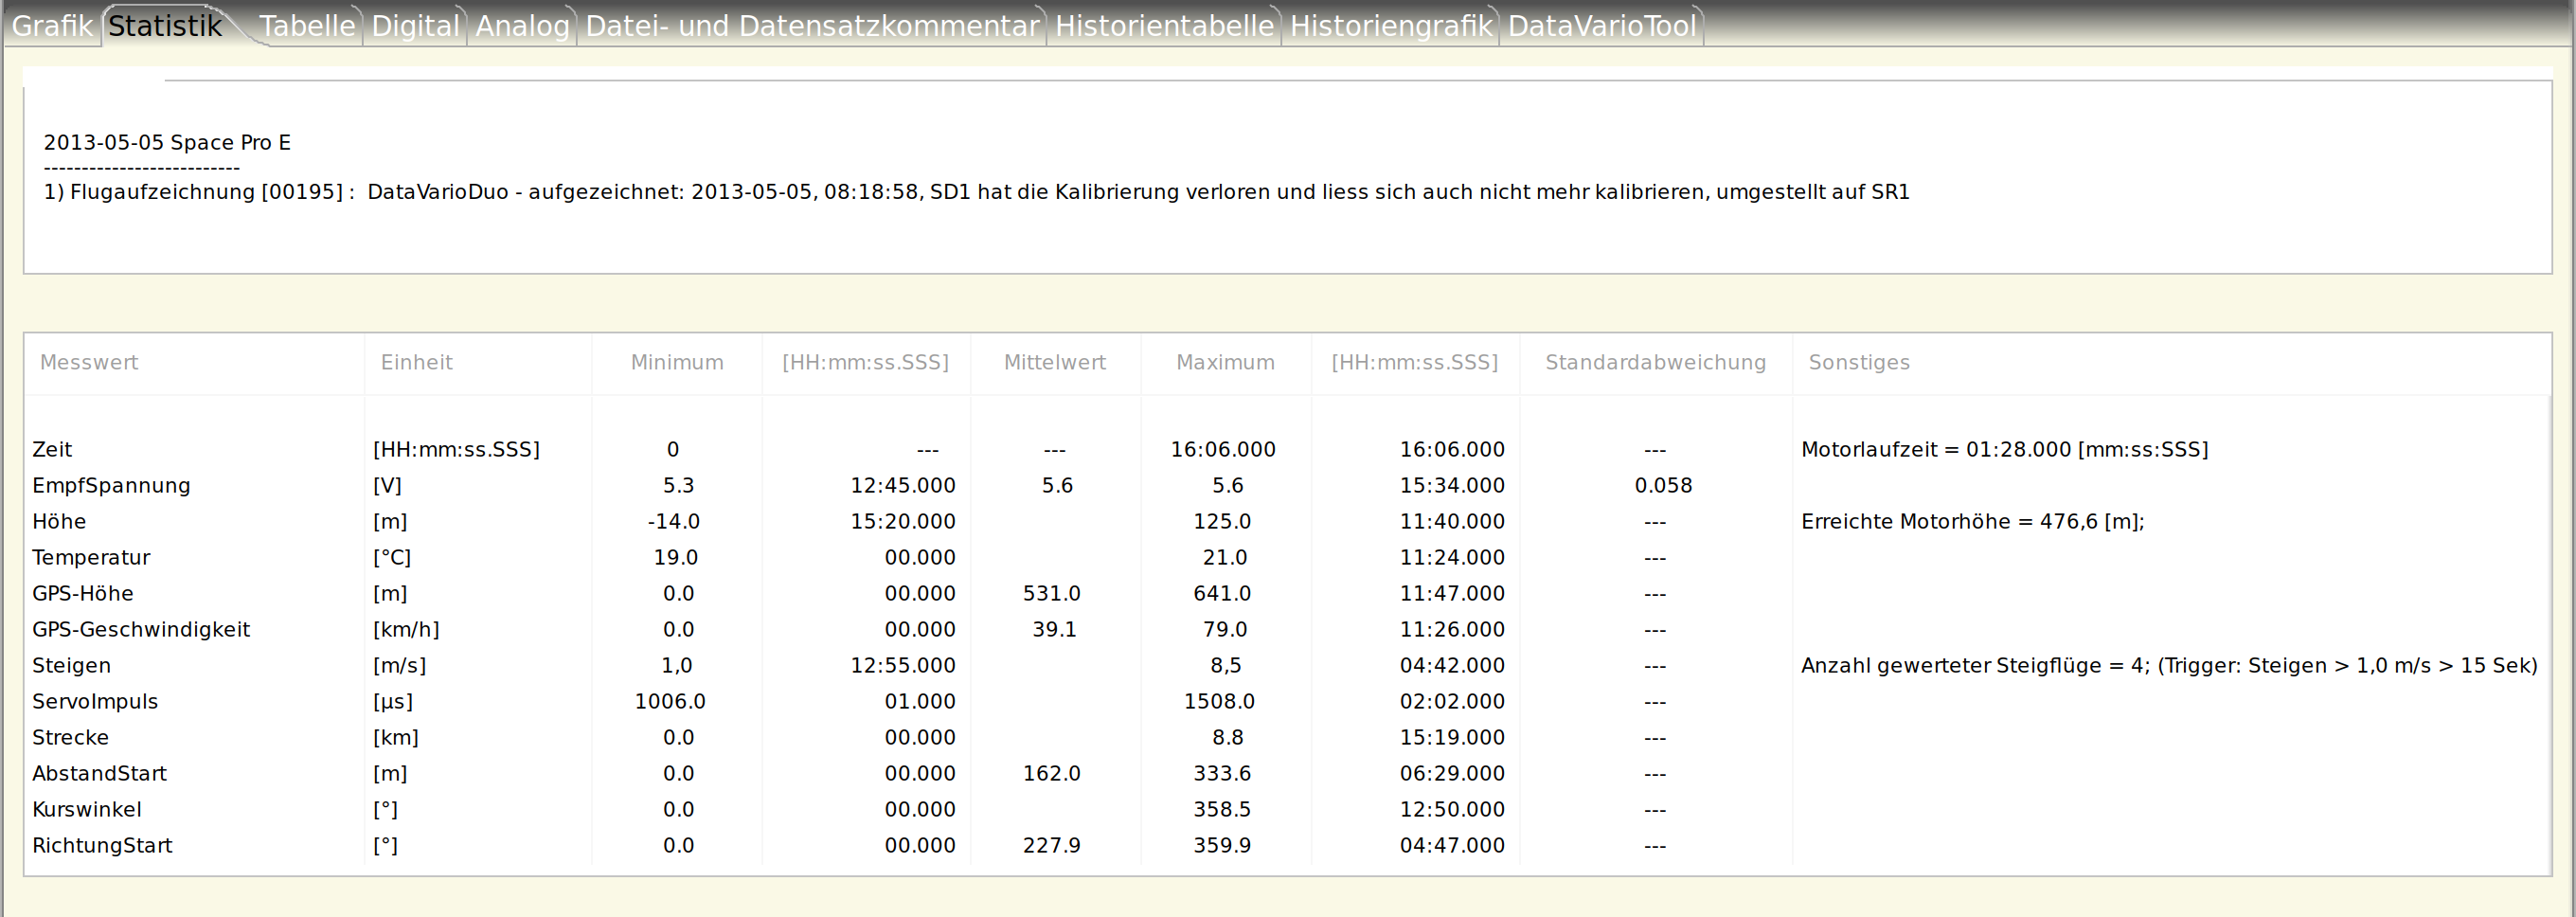 Grafik Statistik Tabelle Digital Analog Datei- und Datensatzkommentar Historientabelle Historiengrafik DataVarioTool
2013-05-05 Space Pro E
--------------------------
1) Flugaufzeichnung [00195] :  DataVarioDuo - aufgezeichnet: 2013-05-05, 08:18:58, SD1 hat die Kalibrierung verloren und liess sich auch nicht mehr kalibrieren, umgestellt auf SR1
Messwert Einheit Minimum [HH:mm:ss.SSS] Mittelwert Maximum [HH:mm:ss.SSS] Standardabweichung Sonstiges
Zeit [HH:mm:ss.SSS] 0 --- --- 16:06.000 16:06.000 --- Motorlaufzeit = 01:28.000 [mm:ss:SSS]
EmpfSpannung [V] 5.3 12:45.000 5.6 5.6 15:34.000 0.058
Höhe [m] -14.0 15:20.000 125.0 11:40.000 --- Erreichte Motorhöhe = 476,6 [m];
Temperatur [°C] 19.0 00.000 21.0 11:24.000 ---
GPS-Höhe [m] 0.0 00.000 531.0 641.0 11:47.000 ---
GPS-Geschwindigkeit [km/h] 0.0 00.000 39.1 79.0 11:26.000 ---
Steigen [m/s] 1,0 12:55.000 8,5 04:42.000 --- Anzahl gewerteter Steigflüge = 4; (Trigger: Steigen > 1,0 m/s > 15 Sek)
ServoImpuls [µs] 1006.0 01.000 1508.0 02:02.000 ---
Strecke [km] 0.0 00.000 8.8 15:19.000 ---
AbstandStart [m] 0.0 00.000 162.0 333.6 06:29.000 ---
Kurswinkel [°] 0.0 00.000 358.5 12:50.000 ---
RichtungStart [°] 0.0 00.000 227.9 359.9 04:47.000 ---